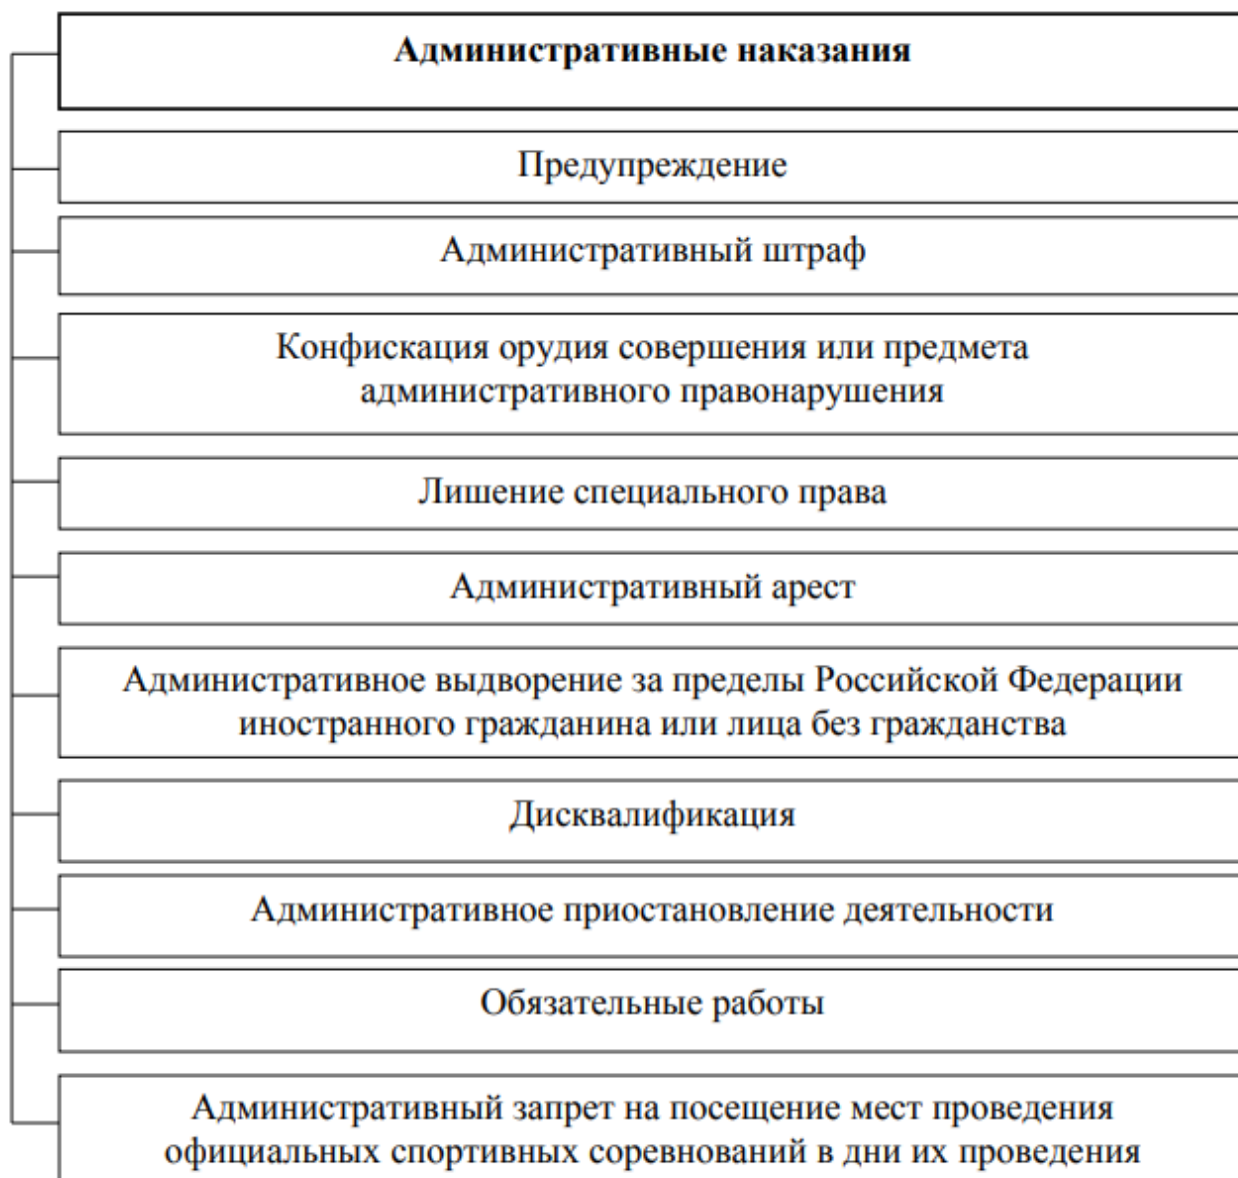 Административные наказания
Предупреждение
Административный штраф
Конфискация орудия совершения или предмета
административного правонарушения
Лишение специального права
Административный арест
Административное выдворение за пределы Российской Федерации
иностранного гражданина или лица без гражданства
Дисквалификация
Административное приостановление деятельности
Обязательные работы
Административный запрет на посещение мест проведения
официальных спортивных соревнований в дни их проведения